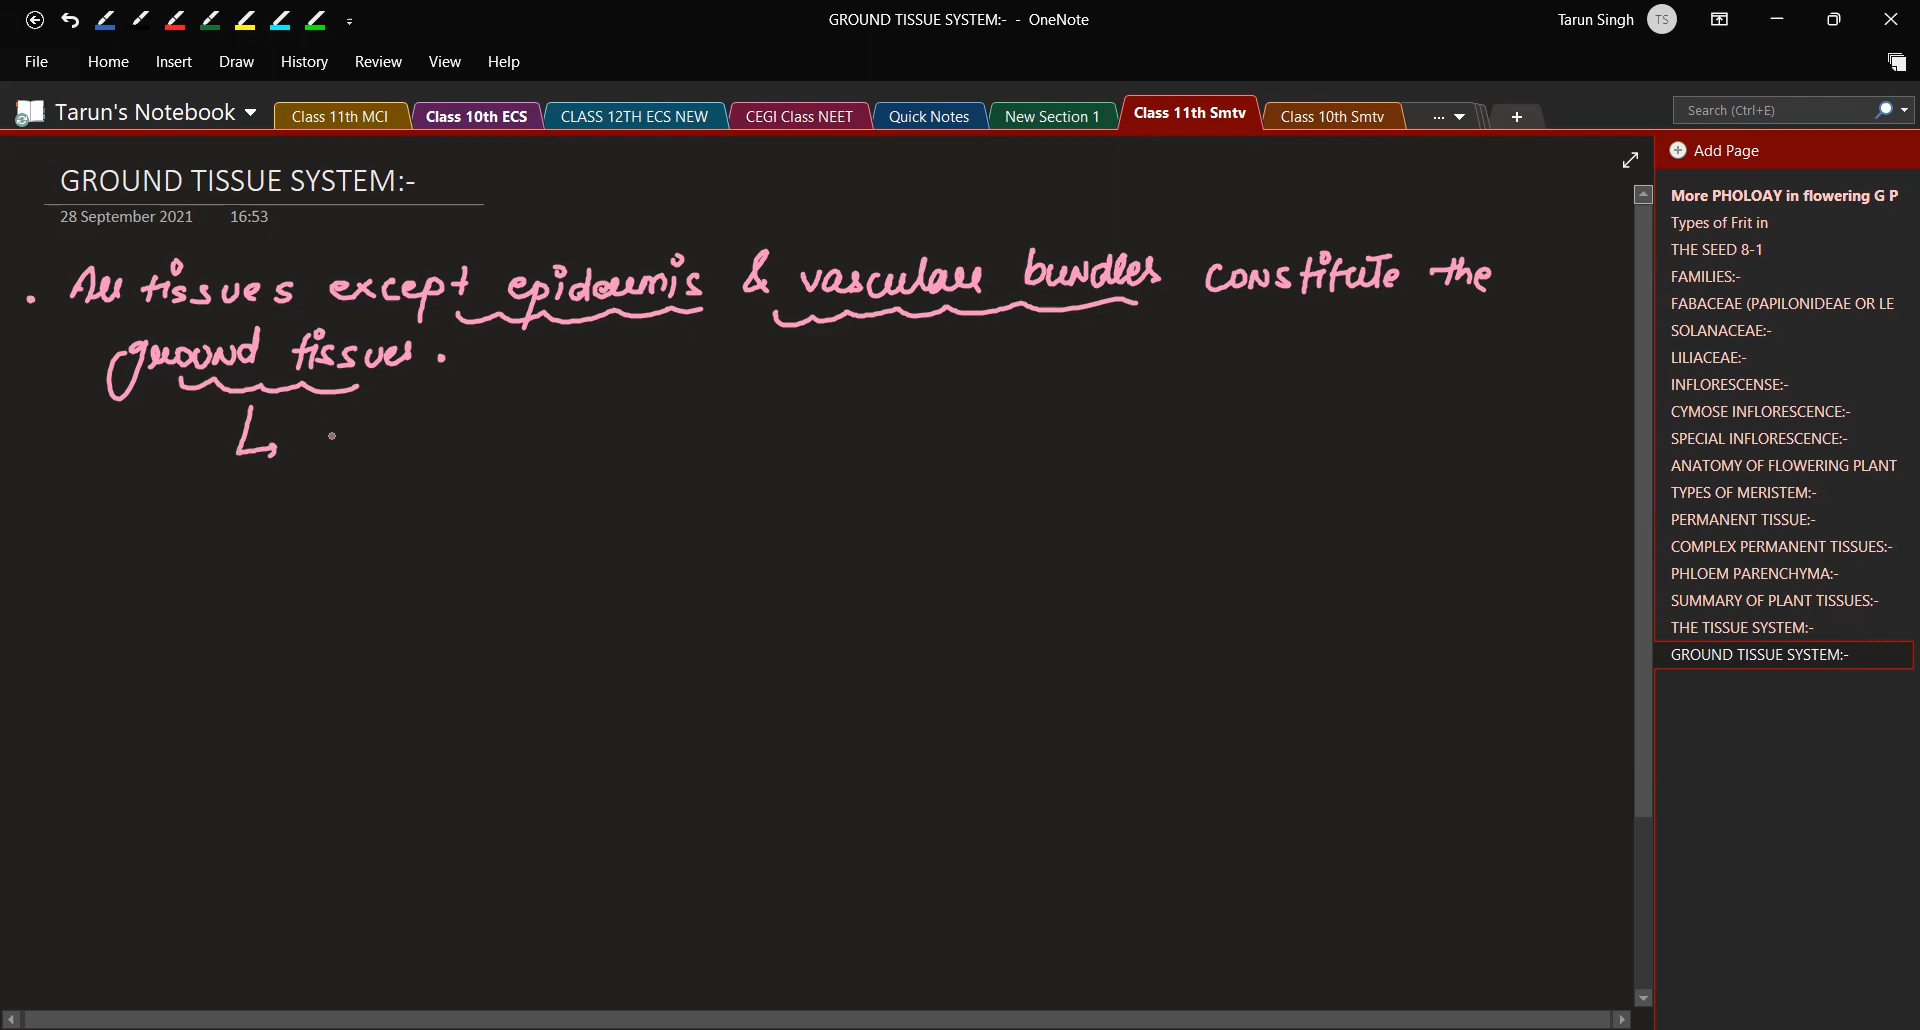 GROUND TISSUE SYSTEM:- - OneNote
Tarun Singh
TS
File Home Insert Draw History Review View Help
Tarun's Notebook
Class 11th MCI
Class 10th ECS
CLASS 12TH ECS NEW
CEGI Class NEET
Quick Notes
New Section 1
Class 11th Smtv
Class 10th Smtv
...
+
Search (Ctrl+E)
GROUND TISSUE SYSTEM:-
28 September 2021 16:53
. All tissues except epidermis & vascular bundles constitute the
ground tissues.
Add Page
More PHOLOAY in flowering G P
Types of Frit in
THE SEED 8-1
FAMILIES:-
FABACEAE (PAPILONIDEAE OR LE
SOLANACEAE:-
LILIACEAE:-
INFLORESCENSE:-
CYMOSE INFLORESCENCE:-
SPECIAL INFLORESCENCE:-
ANATOMY OF FLOWERING PLANT
TYPES OF MERISTEM:-
PERMANENT TISSUE:-
COMPLEX PERMANENT TISSUES:-
PHLOEM PARENCHYMA:-
SUMMARY OF PLANT TISSUES:-
THE TISSUE SYSTEM:-
GROUND TISSUE SYSTEM:-